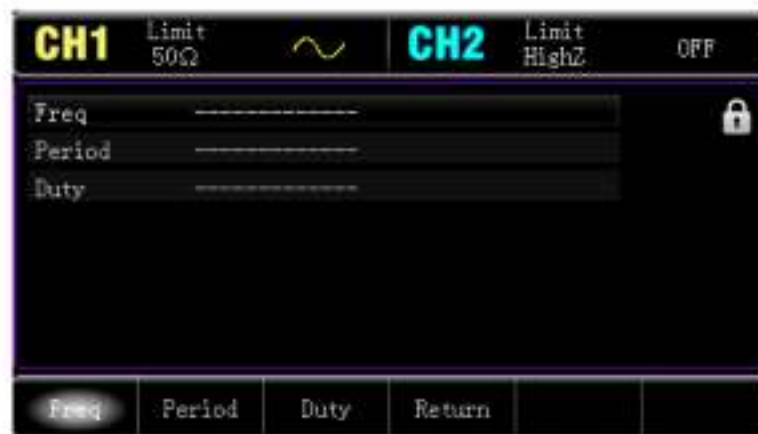 CH1 Limit 50Ω CH2 Limit HighZ OFF
Freq -------------
Period -------------
Duty -------------
Freq Period Duty Return